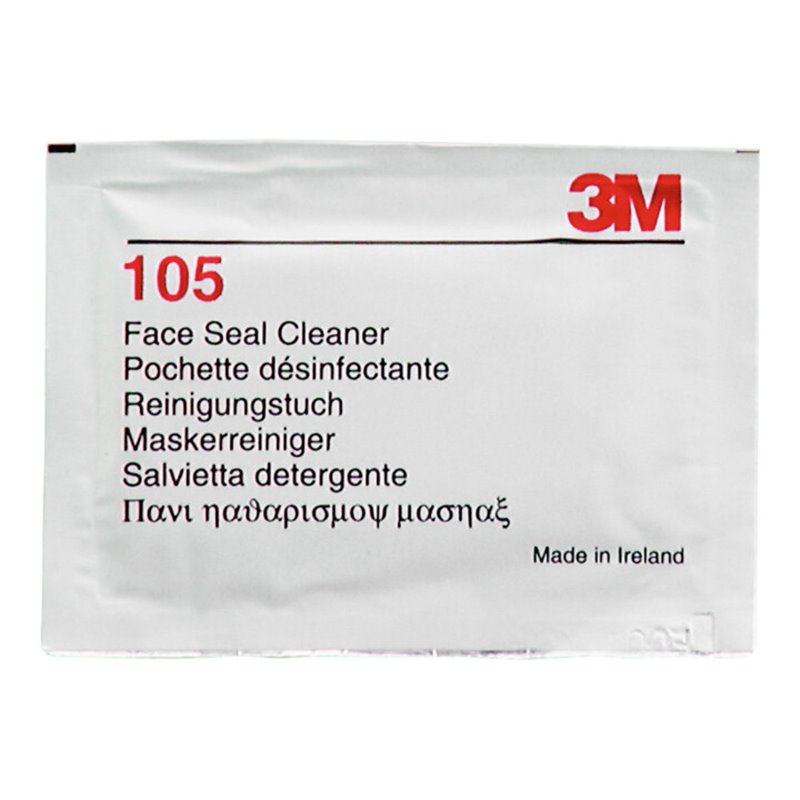 3M
105
Face Seal Cleaner
Pochette désinfectante
Reinigungstuch
Maskerreiniger
Salvietta detergente
Πανι ηαϑαρισμοψ μασηαξ
Made in Ireland